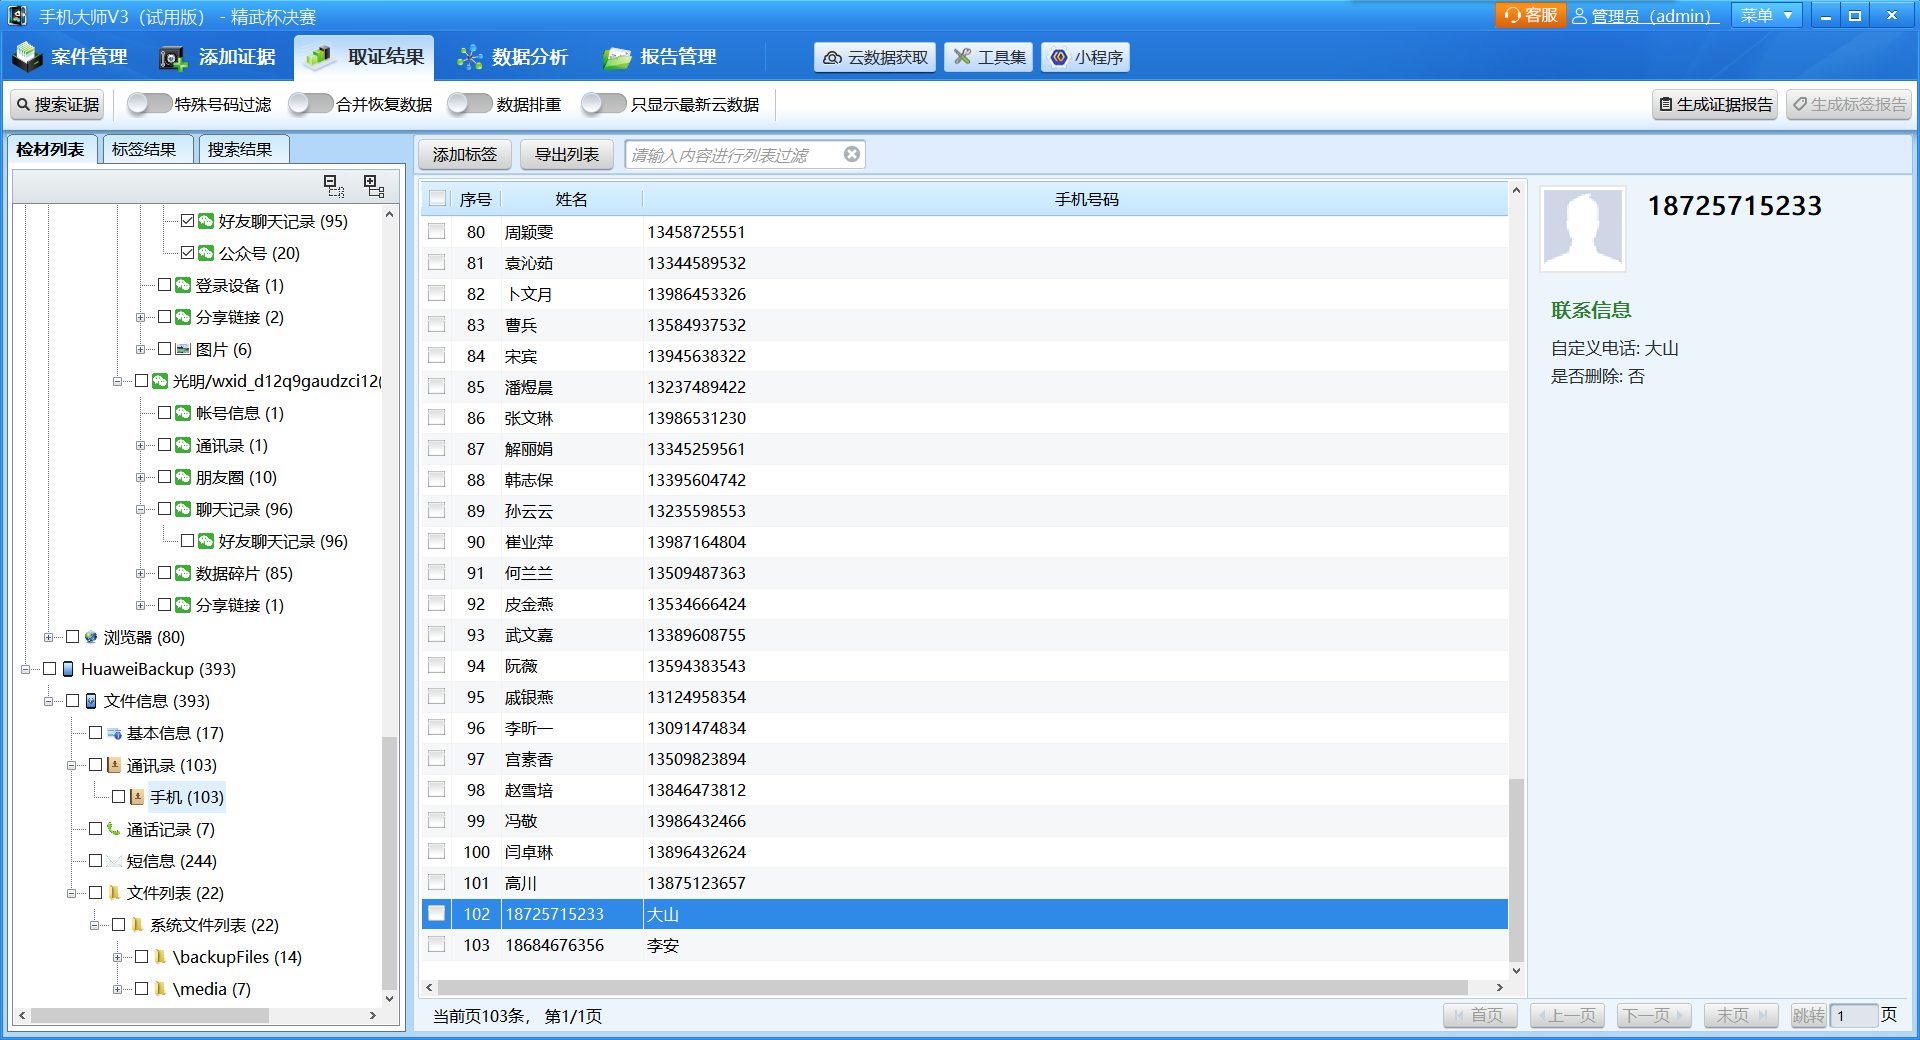 手机大师V3（试用版） - 精武杯决赛
客服 管理员（admin） 菜单
案件管理 添加证据 取证结果 数据分析 报告管理 云数据获取 工具集 小程序
搜索证据 特殊号码过滤 合并恢复数据 数据排重 只显示最新云数据 生成证据报告 生成标签报告
检材列表 标签结果 搜索结果
添加标签 导出列表 请输入内容进行列表过滤
好友聊天记录 (95)
公众号 (20)
登录设备 (1)
分享链接 (2)
图片 (6)
光明/wxid_d12q9gaudzci12(
帐号信息 (1)
通讯录 (1)
朋友圈 (10)
聊天记录 (96)
好友聊天记录 (96)
数据碎片 (85)
分享链接 (1)
浏览器 (80)
HuaweiBackup (393)
文件信息 (393)
基本信息 (17)
通讯录 (103)
手机 (103)
通话记录 (7)
短信息 (244)
文件列表 (22)
系统文件列表 (22)
\backupFiles (14)
\media (7)
序号 姓名 手机号码
80 周颖雯 13458725551
81 袁沁茹 13344589532
82 卜文月 13986453326
83 曹兵 13584937532
84 宋宾 13945638322
85 潘煜晨 13237489422
86 张文琳 13986531230
87 解丽娟 13345259561
88 韩志保 13395604742
89 孙云云 13235598553
90 崔业萍 13987164804
91 何兰兰 13509487363
92 皮金燕 13534666424
93 武文嘉 13389608755
94 阮薇 13594383543
95 戚银燕 13124958354
96 李昕一 13091474834
97 宫素香 13509823894
98 赵雪培 13846473812
99 冯敬 13986432466
100 闫卓琳 13896432624
101 高川 13875123657
102 18725715233 大山
103 18684676356 李安
当前页103条， 第1/1页
首页 上一页 下一页 末页 跳转 1 页
18725715233
联系信息
自定义电话: 大山
是否删除: 否